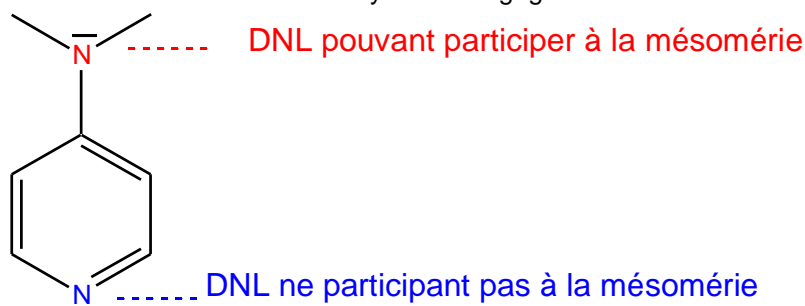 N DNL pouvant participer à la mésomérie
N DNL ne participant pas à la mésomérie